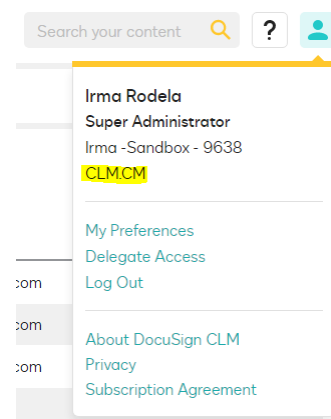 Search your content
?
Irma Rodela
Super Administrator
Irma -Sandbox - 9638
CLM.CM
My Preferences
Delegate Access
Log Out
com
com
com
About DocuSign CLM
Privacy
Subscription Agreement